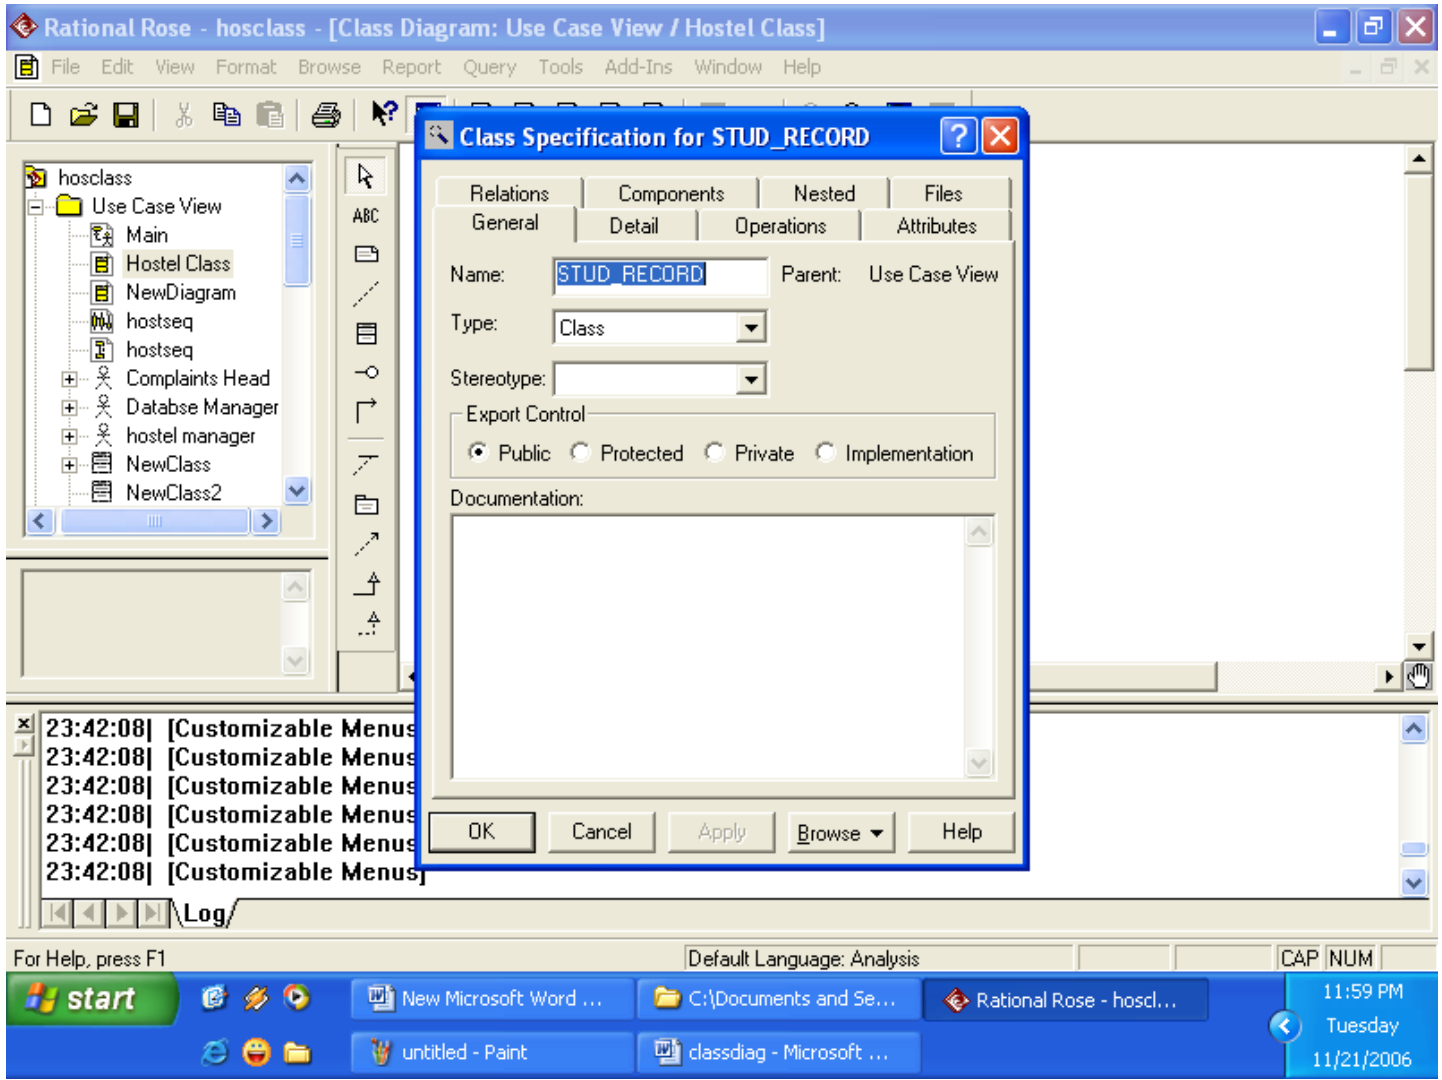 Rational Rose - hosclass - [Class Diagram: Use Case View / Hostel Class]
File Edit View Format Browse Report Query Tools Add-Ins Window Help
Class Specification for STUD_RECORD
Relations Components Nested Files
General Detail Operations Attributes
Name: STUD_RECORD Parent: Use Case View
Type: Class
Stereotype:
Export Control
Public Protected Private Implementation
Documentation:
OK Cancel Apply Browse Help
hosclass
Use Case View
Main
Hostel Class
NewDiagram
hostseq
hostseq
Complaints Head
Databse Manager
hostel manager
NewClass
NewClass2
ABC
23:42:08| [Customizable Menus
23:42:08| [Customizable Menus
23:42:08| [Customizable Menus
23:42:08| [Customizable Menus
23:42:08| [Customizable Menus
23:42:08| [Customizable Menus]
Log
For Help, press F1 Default Language: Analysis CAP NUM
start New Microsoft Word ... C:\Documents and Se... Rational Rose - hoscl... 11:59 PM
Tuesday
untitled - Paint classdiag - Microsoft ... 11/21/2006